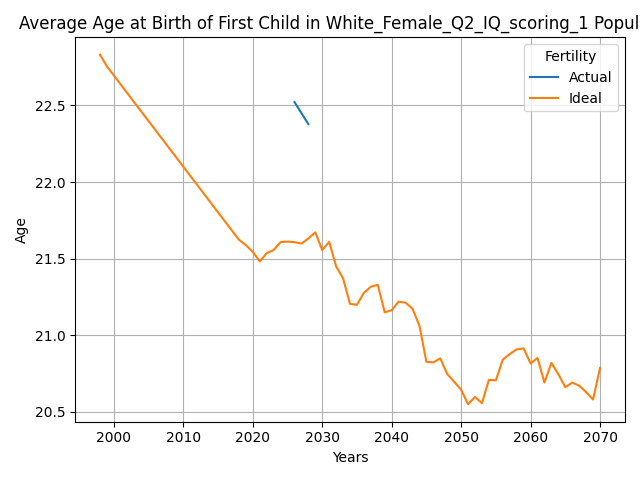 Average Age at Birth of First Child in White_Female_Q2_IQ_scoring_1 Popul
Fertility
Actual
Ideal
22.5
22.0
21.5
21.0
20.5
Age
2000 2010 2020 2030 2040 2050 2060 2070
Years